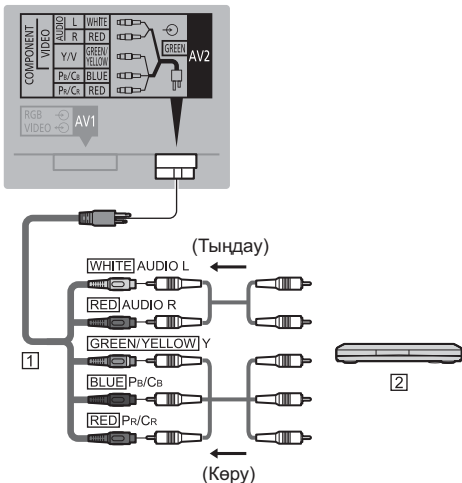 COMPONENT
VIDEO
AUDIO
L WHITE
R RED
Y/V GREEN/YELLOW
PB/CB BLUE
PR/CR RED
GREEN
AV2
RGB
VIDEO
AV1
(Тыңдау)
WHITE AUDIO L
RED AUDIO R
GREEN/YELLOW Y
1
BLUE PB/CB
2
RED PR/CR
(Көру)